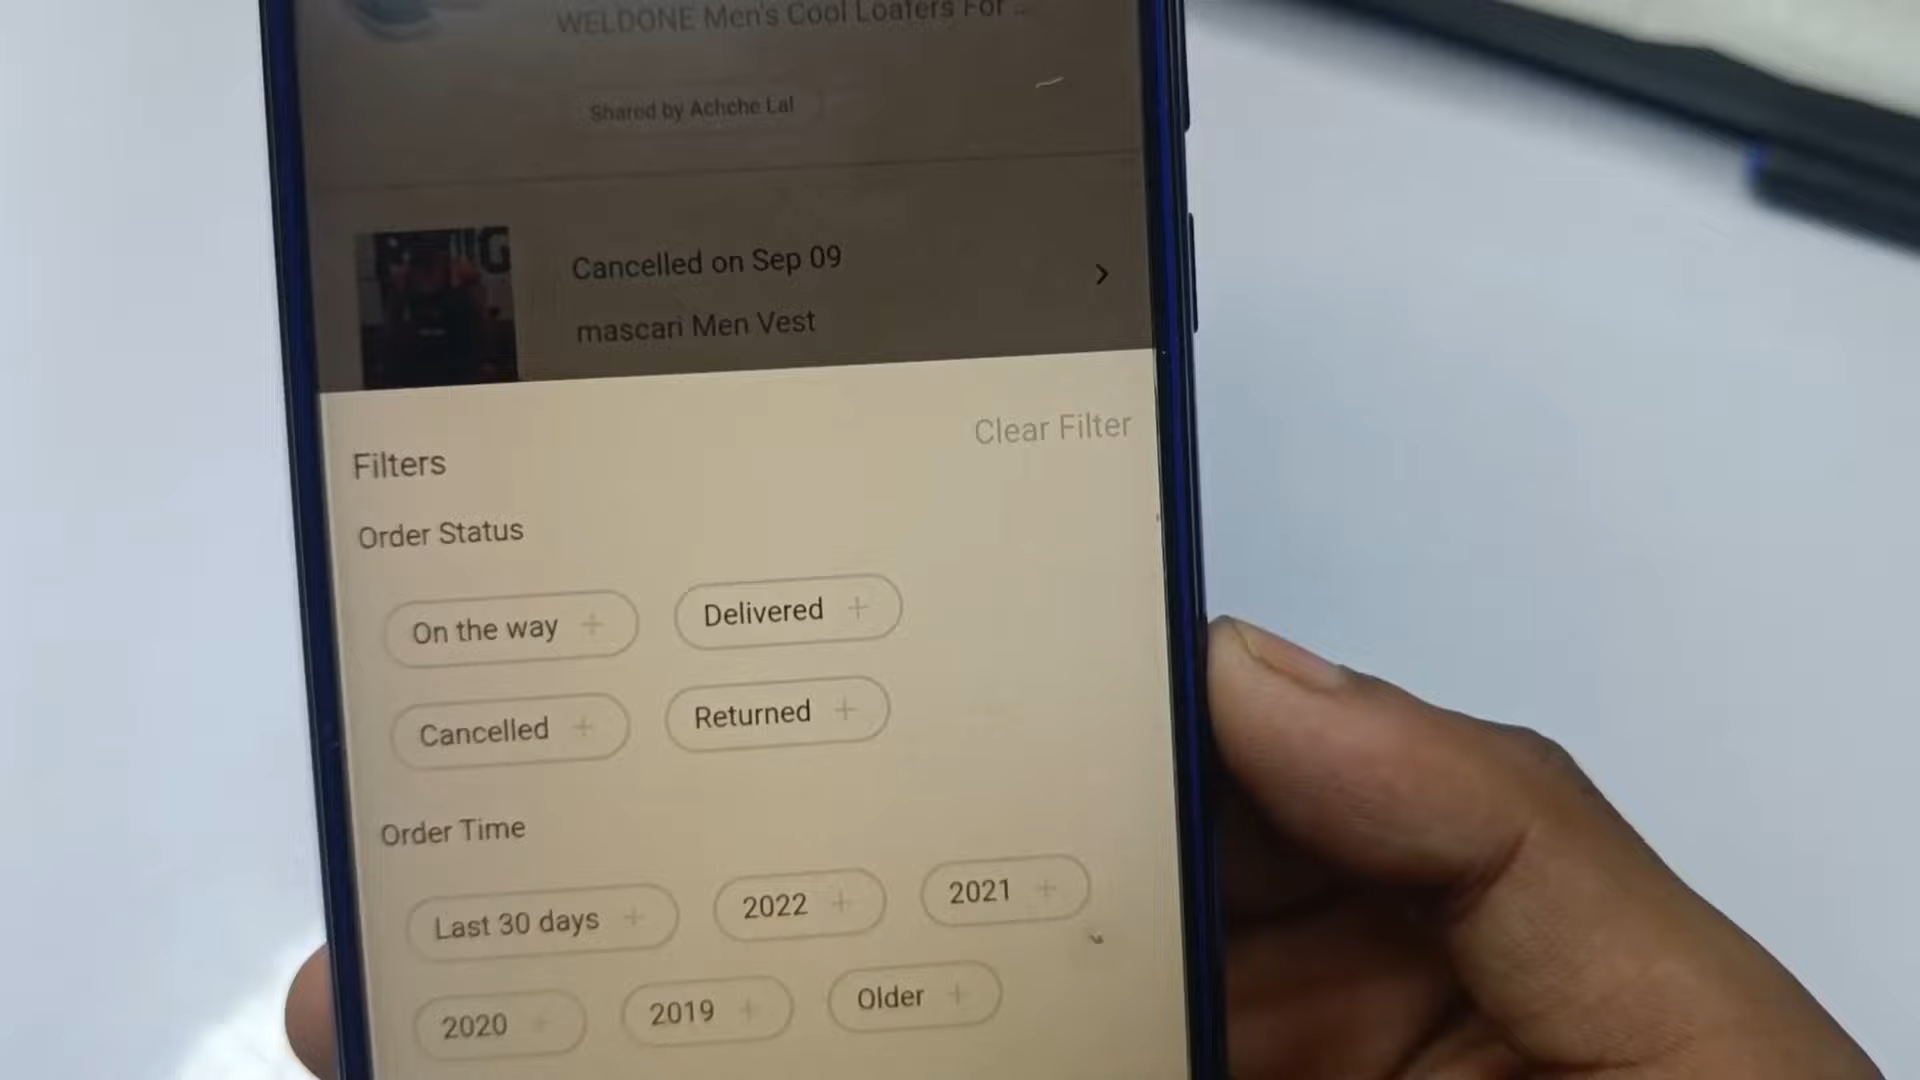 WELDONE Men's Cool Loafers For ...
Shared by Achche Lal
G
Cancelled on Sep 09
mascari Men Vest
Clear Filter
Filters
Order Status
On the way +
Delivered +
Cancelled +
Returned +
Order Time
Last 30 days +
2022 +
2021 +
2020 +
2019 +
Older +